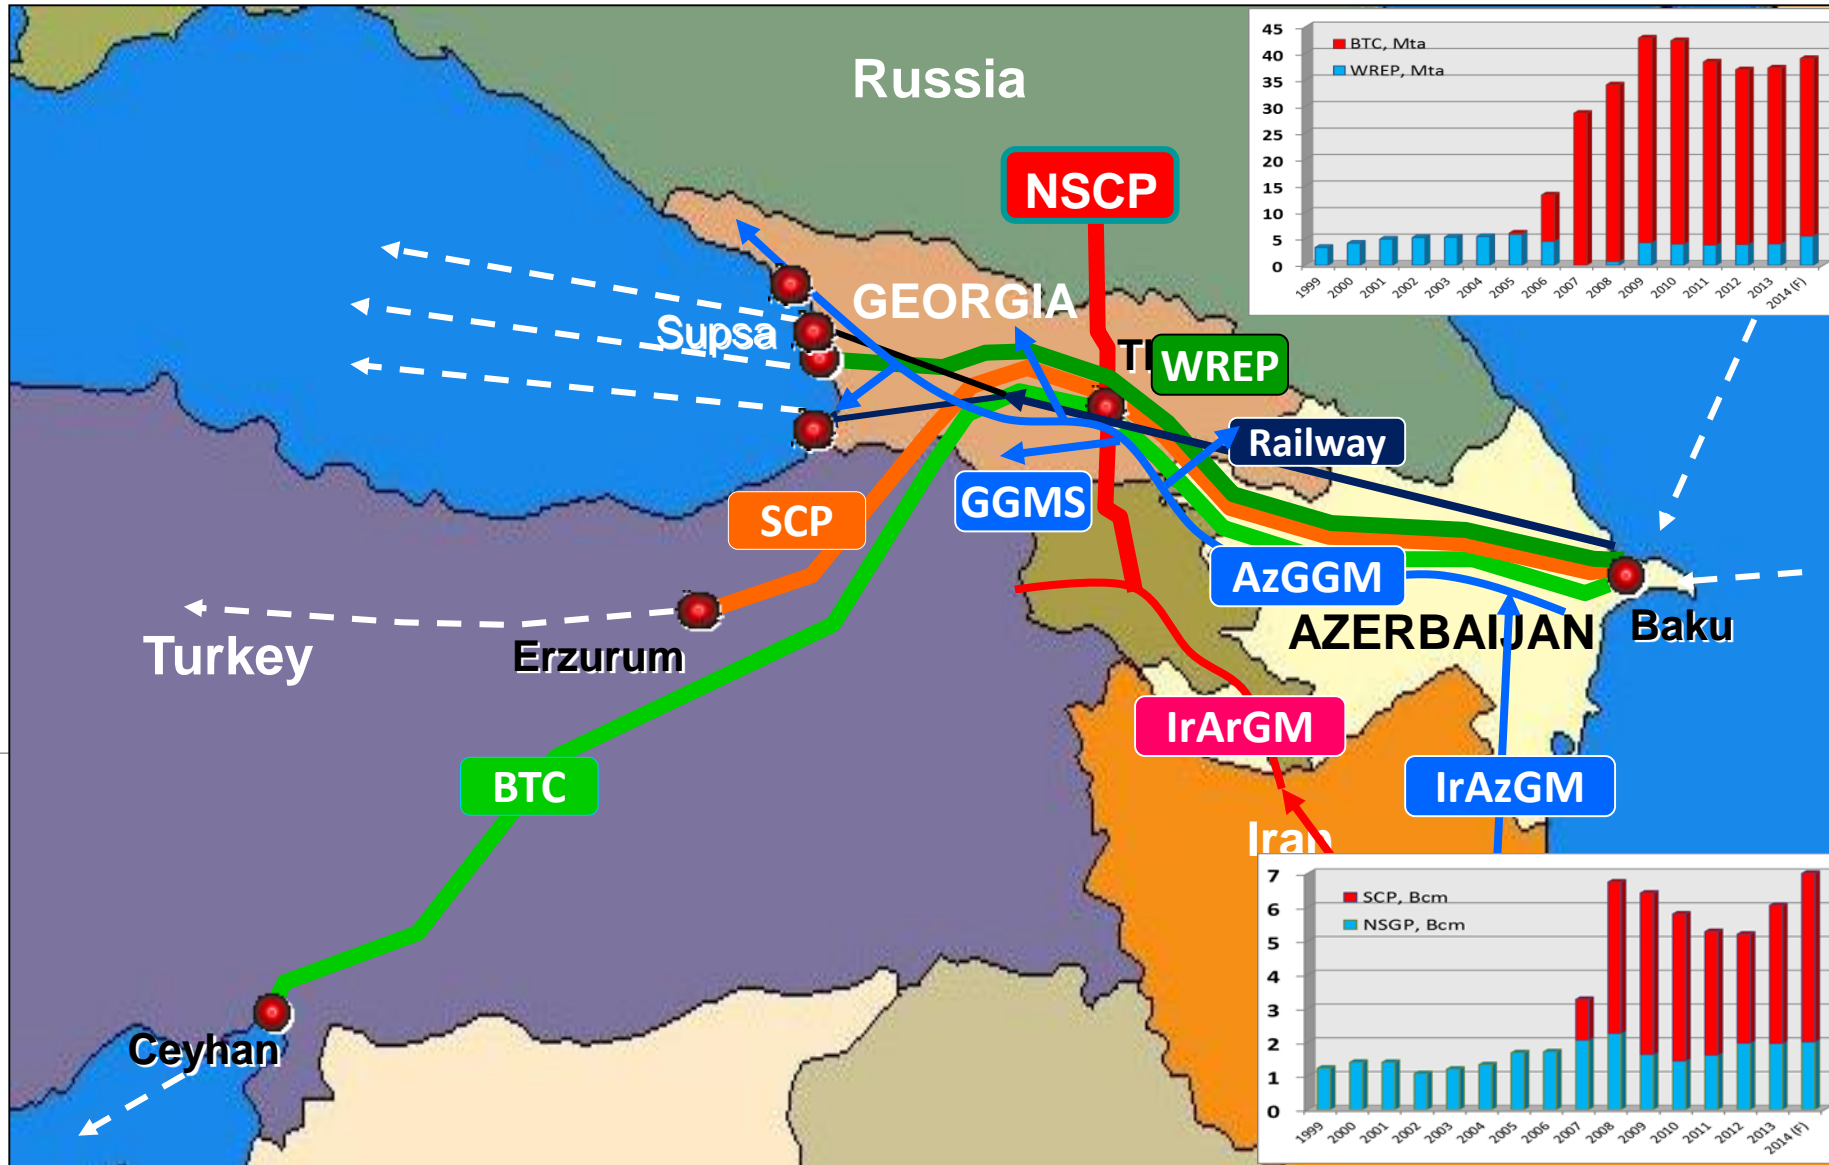 Russia
NSCP
GEORGIA
Supsa
WREP
Railway
SCP
GGMS
AzGGM
AZERBAIJAN
Baku
Turkey
Erzurum
IrArGM
IrAzGM
BTC
Iran
Ceyhan
45
40
35
30
25
20
15
10
5
0
BTC, Mta
WREP, Mta
1999 2000 2001 2002 2003 2004 2005 2006 2007 2008 2009 2010 2011 2012 2013 2014 (F)
7
6
5
4
3
2
1
0
SCP, Bcm
NSGP, Bcm
1999 2000 2001 2002 2003 2004 2005 2006 2007 2008 2009 2010 2011 2012 2013 2014 (F)